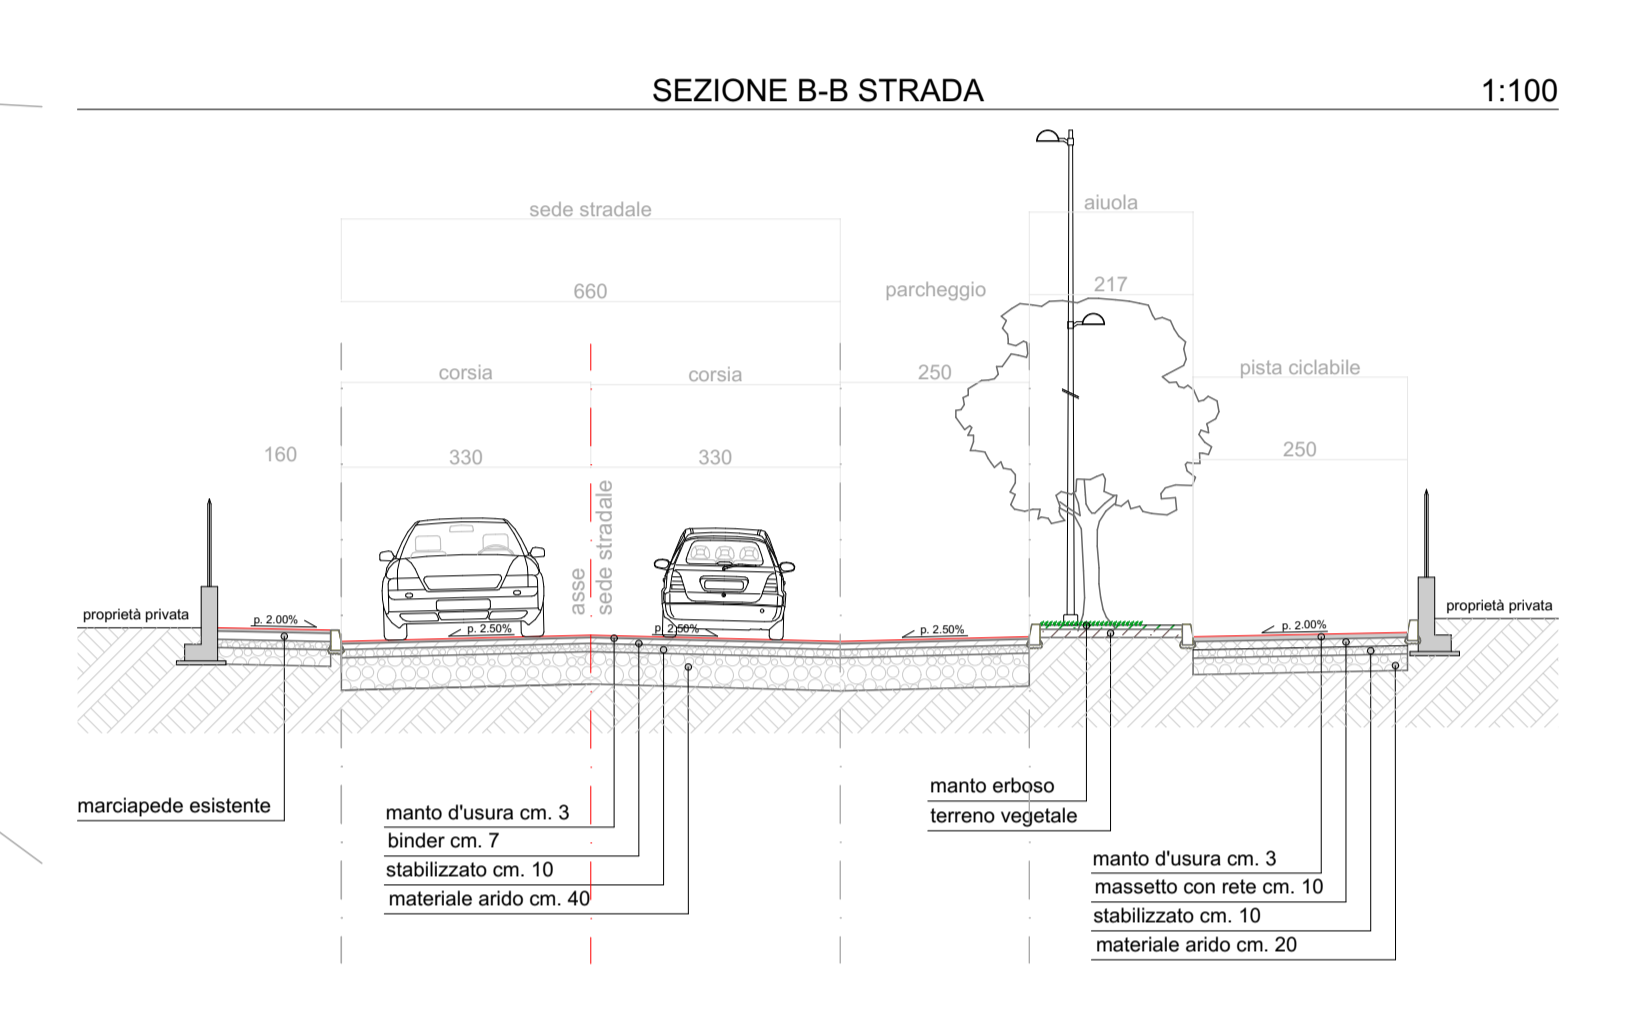 SEZIONE B-B STRADA
1:100
sede stradale
aiuola
660
parcheggio
217
corsia
corsia
250
pista ciclabile
160
330
330
250
asse
sede stradale
proprietà privata
p. 2.00%
p. 2.50%
p. 2.50%
p. 2.50%
p. 2.00%
proprietà privata
marciapede esistente
manto d'usura cm. 3
binder cm. 7
stabilizzato cm. 10
materiale arido cm. 40
manto erboso
terreno vegetale
manto d'usura cm. 3
massetto con rete cm. 10
stabilizzato cm. 10
materiale arido cm. 20